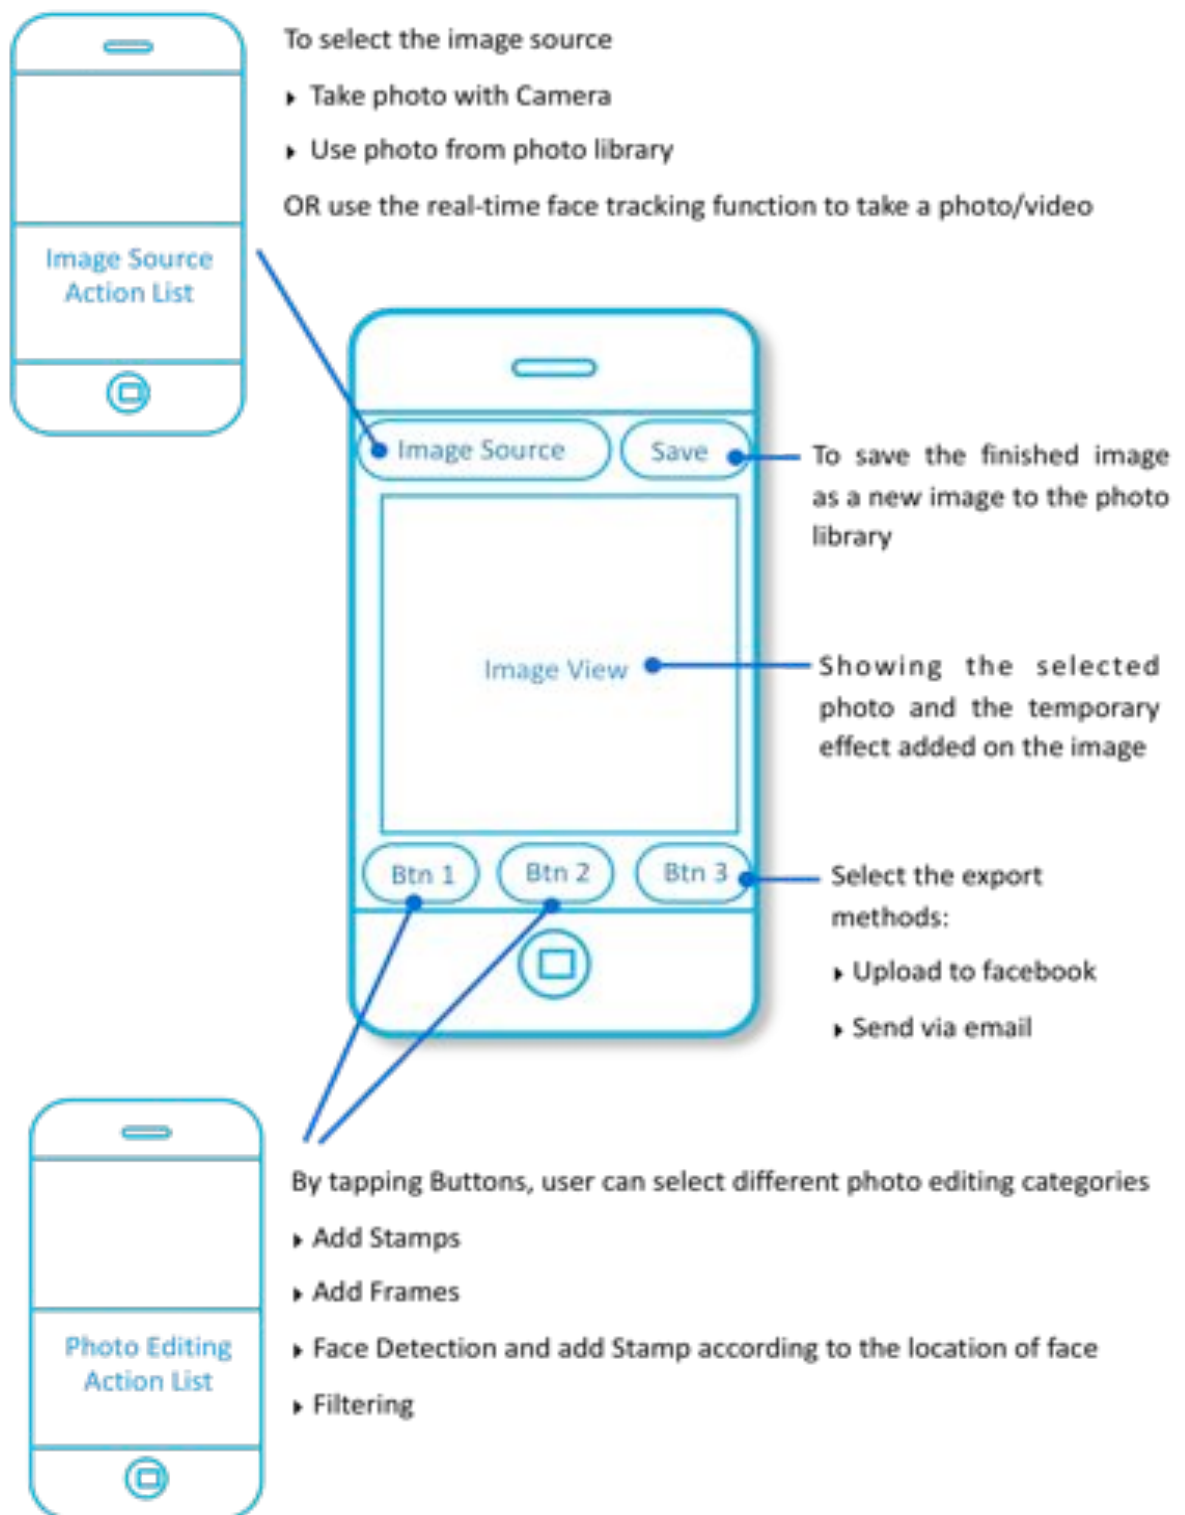 To select the image source
▸ Take photo with Camera
▸ Use photo from photo library
OR use the real-time face tracking function to take a photo/video
Image Source
Action List
Image Source
Save
To save the finished image
as a new image to the photo
library
Image View
Showing the selected
photo and the temporary
effect added on the image
Btn 1
Btn 2
Btn 3
Select the export
methods:
▸ Upload to facebook
▸ Send via email
By tapping Buttons, user can select different photo editing categories
▸ Add Stamps
▸ Add Frames
▸ Face Detection and add Stamp according to the location of face
▸ Filtering
Photo Editing
Action List